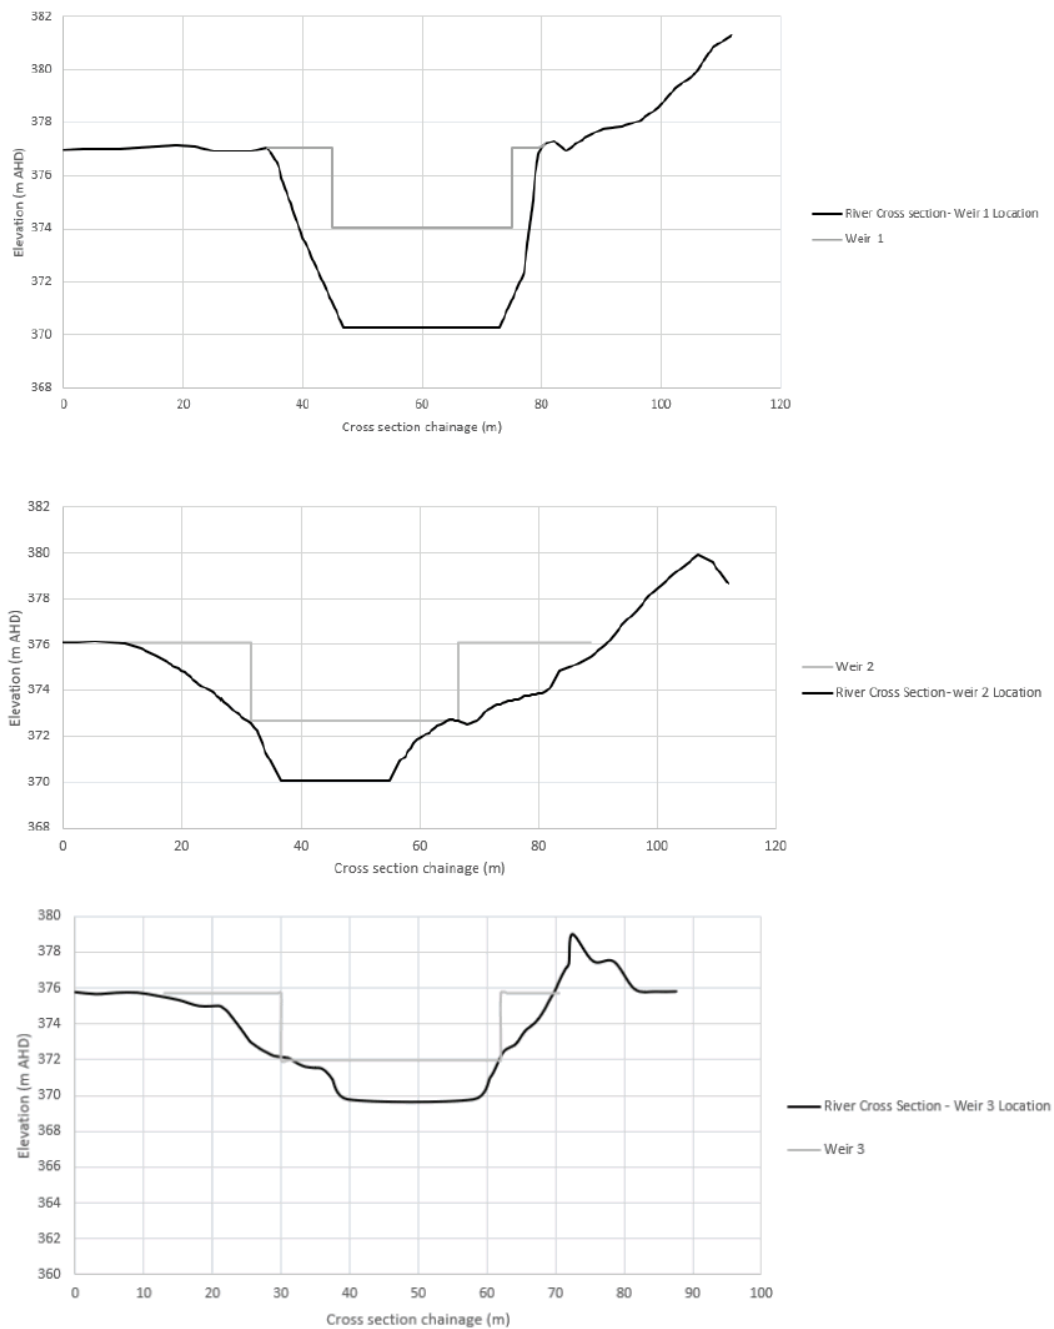 382
380
378
376
374
372
370
368
Elevation (m AHD)
0 20 40 60 80 100 120
Cross section chainage (m)
River Cross section- Weir 1 Location
Weir 1
382
380
378
376
374
372
370
368
Elevation (m AHD)
0 20 40 60 80 100 120
Cross section chainage (m)
Weir 2
River Cross Section-weir 2 Location
380
378
376
374
372
370
368
366
364
362
360
Elevation (m AHD)
0 10 20 30 40 50 60 70 80 90 100
Cross section chainage (m)
River Cross Section - Weir 3 Location
Weir 3